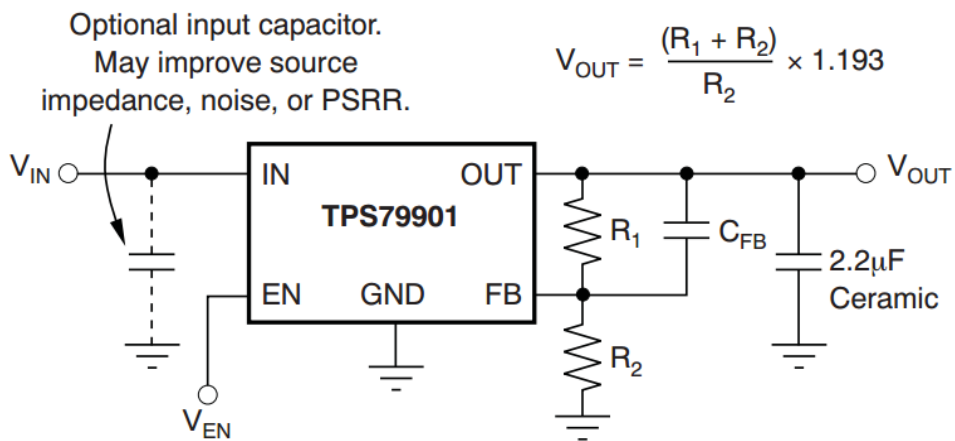 Optional input capacitor.
May improve source
impedance, noise, or PSRR.
V_OUT = (R_1 + R_2) / R_2 × 1.193
V_IN
IN
OUT
V_OUT
TPS79901
R_1
C_FB
2.2μF
Ceramic
EN
GND
FB
R_2
V_EN